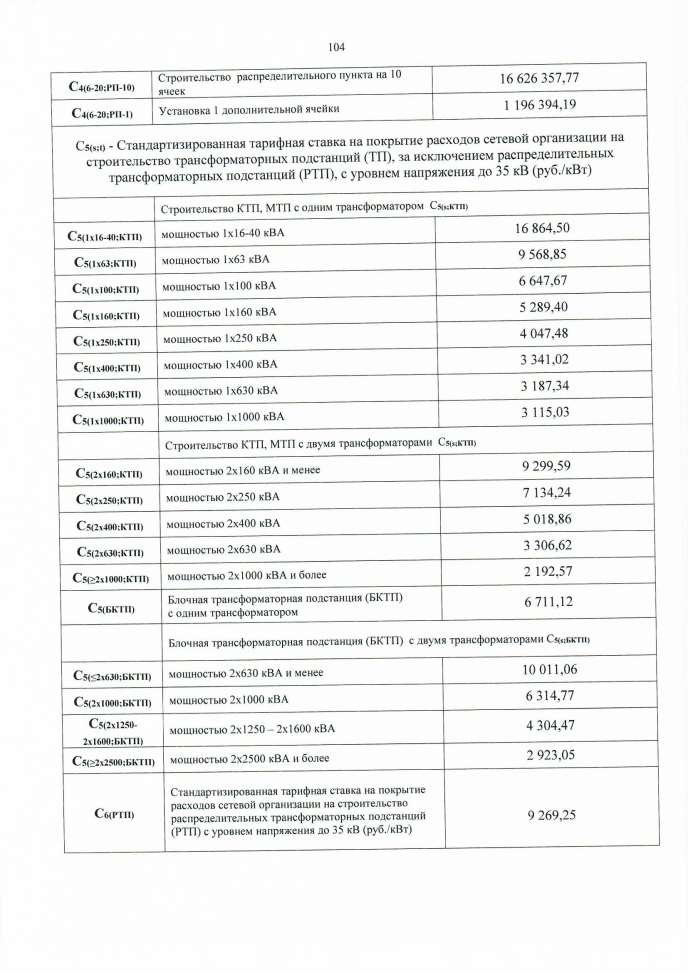 104
С4(6-20;РП-10) Строительство распределительного пункта на 10 16 626 357,77
ячеек
С4(6-20;РП-1) Установка 1 дополнительной ячейки 1 196 394,19
С5(s;t) - Стандартизированная тарифная ставка на покрытие расходов сетевой организации на
строительство трансформаторных подстанций (ТП), за исключением распределительных
трансформаторных подстанций (РТП), с уровнем напряжения до 35 кВ (руб./кВт)
Строительство КТП, МТП с одним трансформатором С5(s;КТП)
С5(1х16-40;КТП) мощностью 1х16-40 кВА 16 864,50
С5(1х63;КТП) мощностью 1х63 кВА 9 568,85
С5(1х100;КТП) мощностью 1х100 кВА 6 647,67
С5(1х160;КТП) мощностью 1х160 кВА 5 289,40
С5(1х250;КТП) мощностью 1х250 кВА 4 047,48
С5(1х400;КТП) мощностью 1х400 кВА 3 341,02
С5(1х630;КТП) мощностью 1х630 кВА 3 187,34
С5(1х1000;КТП) мощностью 1х1000 кВА 3 115,03
Строительство КТП, МТП с двумя трансформаторами С5(s;КТП)
С5(2х160;КТП) мощностью 2х160 кВА и менее 9 299,59
С5(2х250;КТП) мощностью 2х250 кВА 7 134,24
С5(2х400;КТП) мощностью 2х400 кВА 5 018,86
С5(2х630;КТП) мощностью 2х630 кВА 3 306,62
С5(≥2х1000;КТП) мощностью 2х1000 кВА и более 2 192,57
С5(БКТП) Блочная трансформаторная подстанция (БКТП) 6 711,12
с одним трансформатором
Блочная трансформаторная подстанция (БКТП) с двумя трансформаторами С5(s;БКТП)
С5(≤2х630;БКТП) мощностью 2х630 кВА и менее 10 011,06
С5(2х1000;БКТП) мощностью 2х1000 кВА 6 314,77
С5(2х1250- мощностью 2х1250 – 2х1600 кВА 4 304,47
2х1600;БКТП)
С5(≥2х2500;БКТП) мощностью 2х2500 кВА и более 2 923,05
Стандартизированная тарифная ставка на покрытие
расходов сетевой организации на строительство
С6(РТП) распределительных трансформаторных подстанций 9 269,25
(РТП) с уровнем напряжения до 35 кВ (руб./кВт)